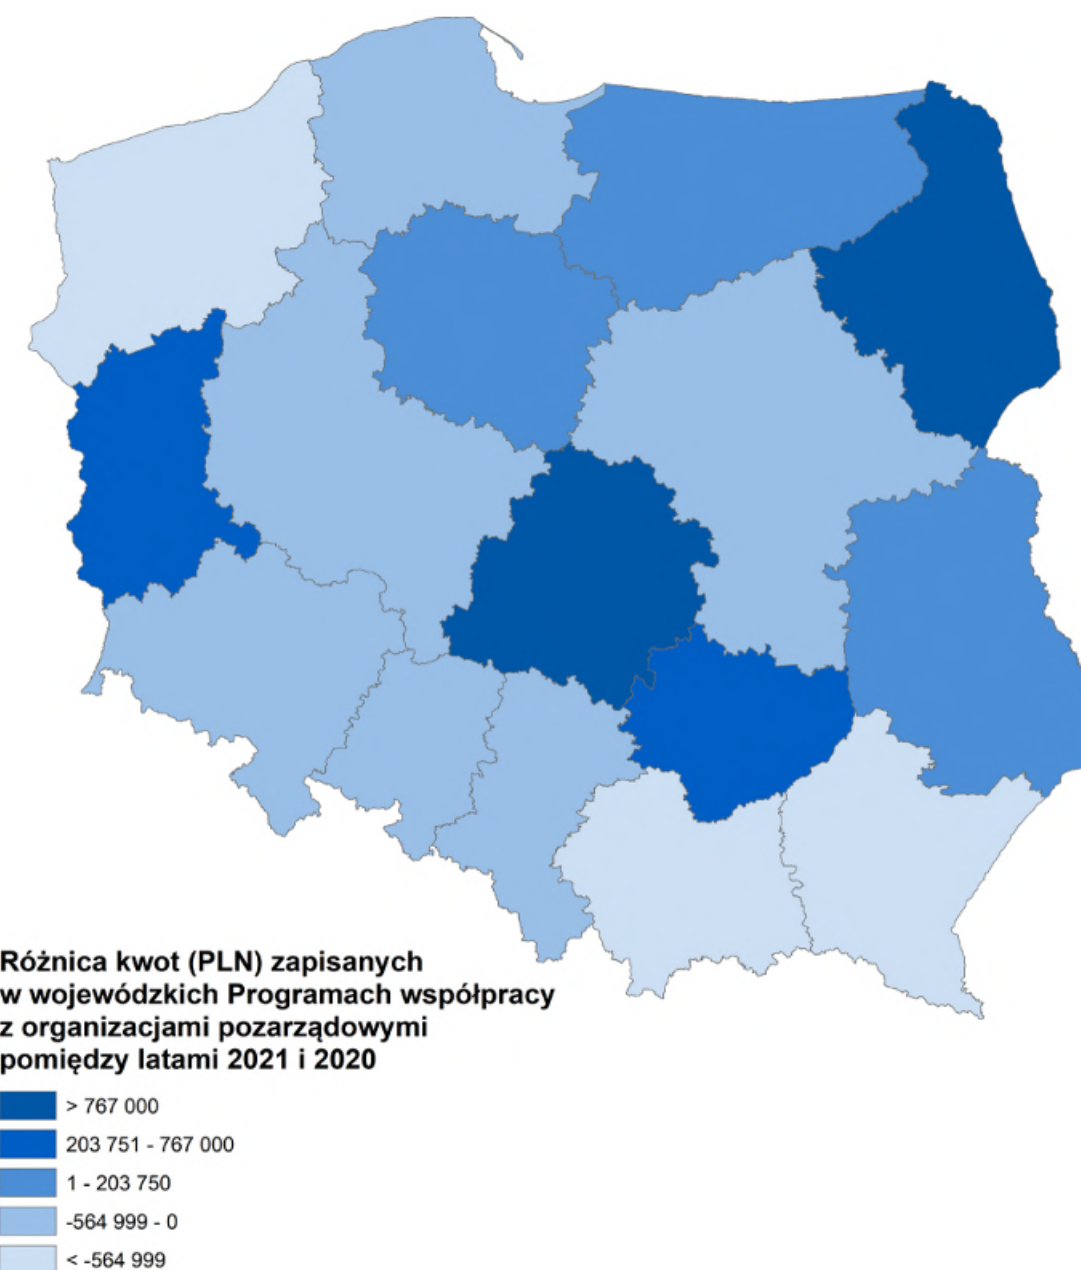 Różnica kwot (PLN) zapisanych
w wojewódzkich Programach współpracy
z organizacjami pozarządowymi
pomiędzy latami 2021 i 2020
> 767 000
203 751 - 767 000
1 - 203 750
-564 999 - 0
< -564 999